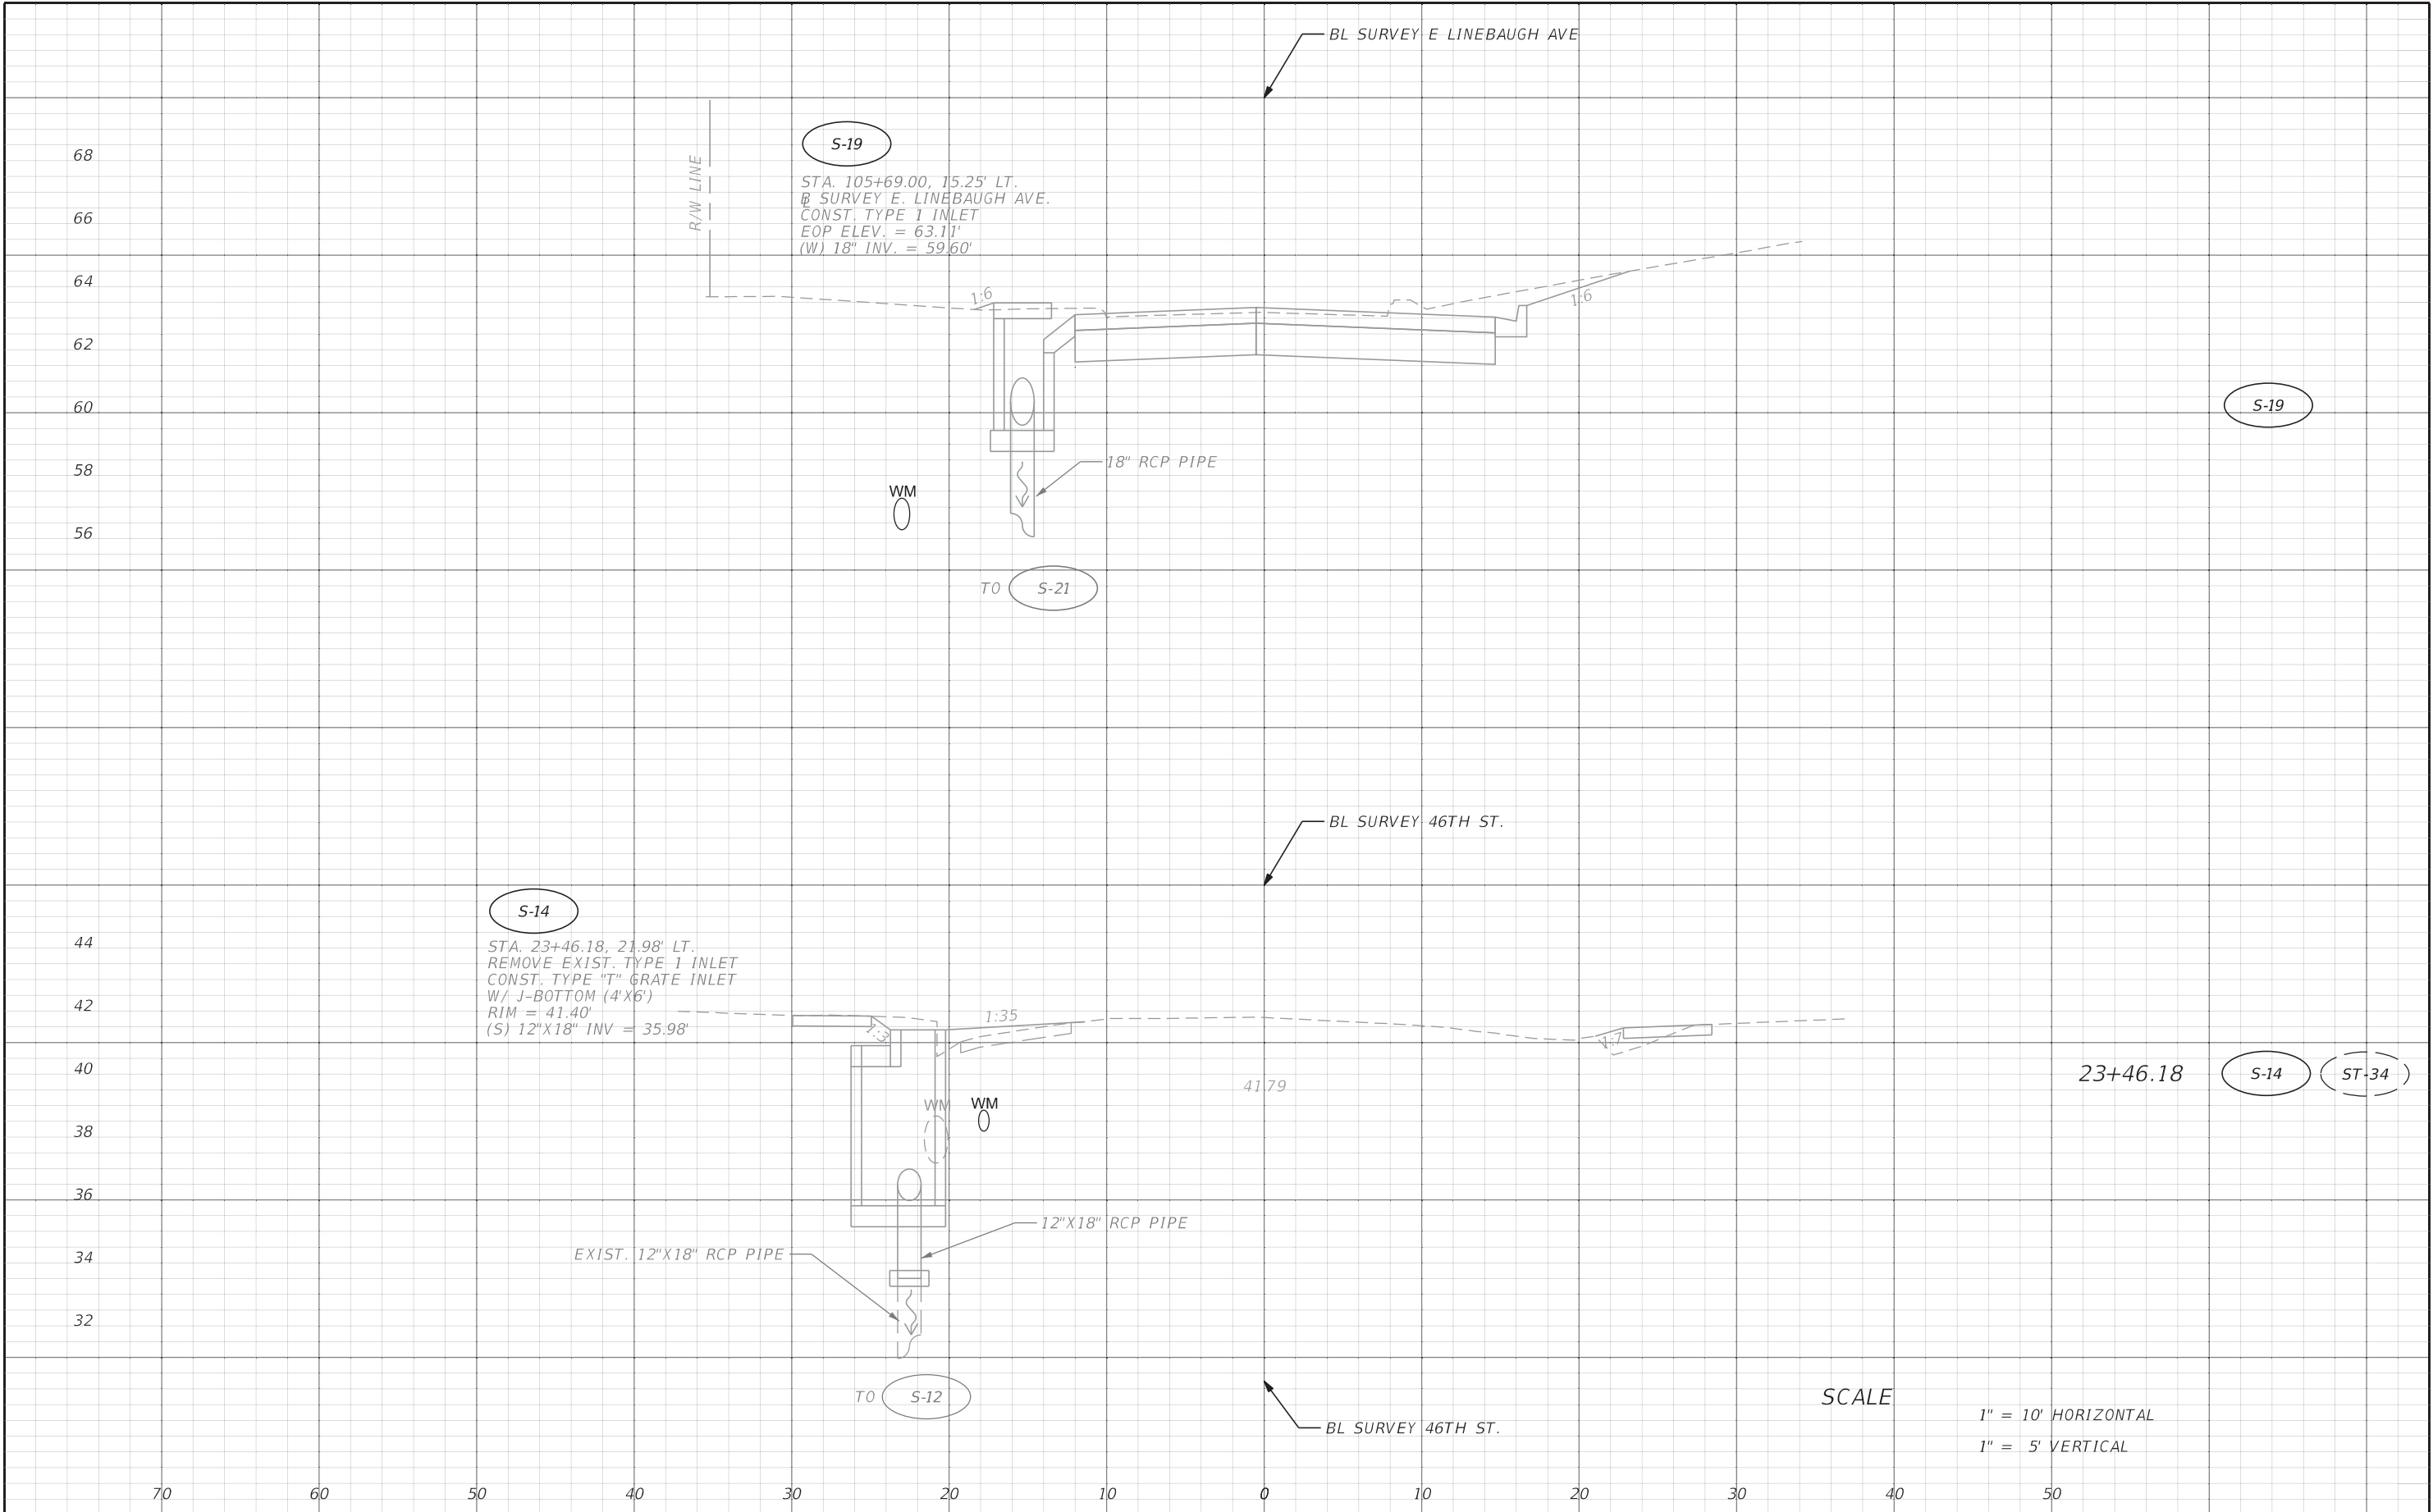 BL SURVEY E LINEBAUGH AVE
S-19
68
R/W LINE
STA. 105+69.00, 15.25' LT.
BL SURVEY E. LINEBAUGH AVE.
66
CONST. TYPE 1 INLET
EOP ELEV. = 63.11'
(W) 18" INV. = 59.60'
64
1:6
1:6
62
60
S-19
58
18" RCP PIPE
WM
56
TO S-21
BL SURVEY 46TH ST.
S-14
44
STA. 23+46.18, 21.98' LT.
REMOVE EXIST. TYPE 1 INLET
CONST. TYPE "T" GRATE INLET
W/ J-BOTTOM (4'X6')
42
RIM = 41.40'
(S) 12"X18" INV = 35.98'
1:35
1:3
1:7
40
23+46.18 S-14 ST-34
41.79
WM WM
38
36
12"X18" RCP PIPE
34
EXIST. 12"X18" RCP PIPE
32
TO S-12
SCALE
1" = 10' HORIZONTAL
BL SURVEY 46TH ST.
1" = 5' VERTICAL
70 60 50 40 30 20 10 0 10 20 30 40 50